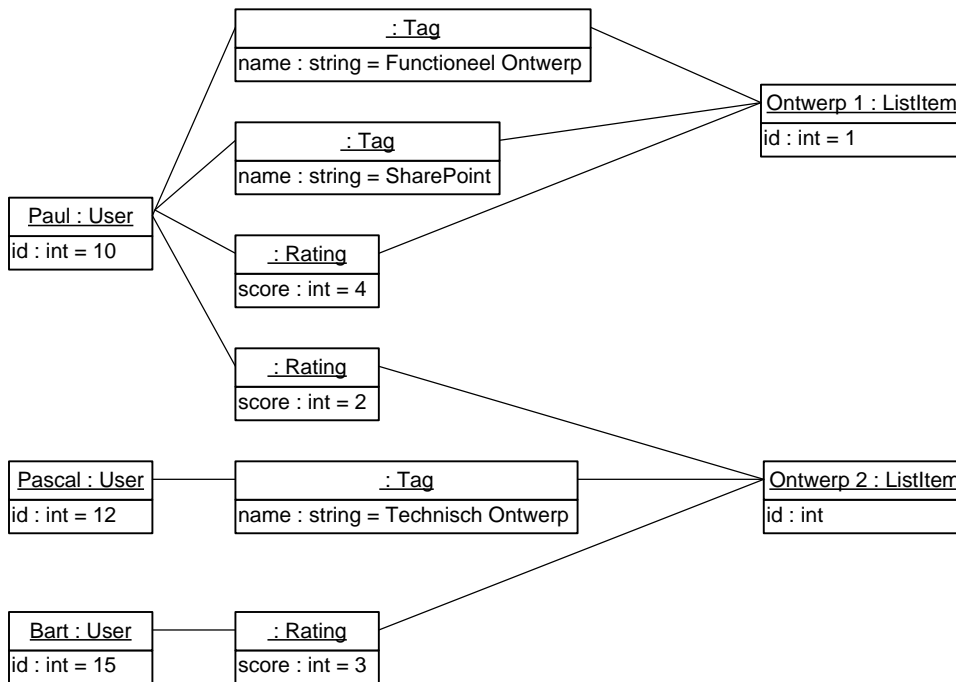 : Tag
name : string = Functioneel Ontwerp
Ontwerp 1 : ListItem
id : int = 1
: Tag
name : string = SharePoint
Paul : User
id : int = 10
: Rating
score : int = 4
: Rating
score : int = 2
Pascal : User
id : int = 12
: Tag
name : string = Technisch Ontwerp
Ontwerp 2 : ListItem
id : int
Bart : User
id : int = 15
: Rating
score : int = 3